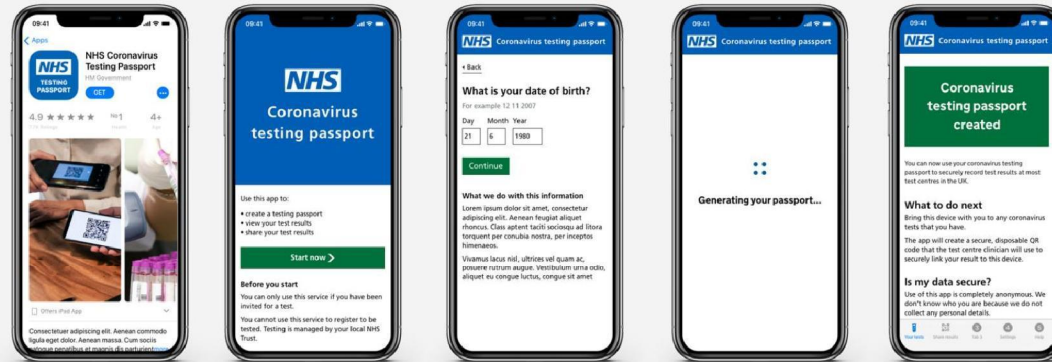 09:41
Apps
NHS
TESTING
PASSPORT
NHS Coronavirus
Testing Passport
HM Government
GET
4.9 ★★★★★
No1
4+
Offers iPad App
Consectetuer adipiscing elit. Aenean commodo
ligula eget dolor. Aenean massa. Cum sociis
natoque penatibus et magnis dis parturient
09:41
NHS
Coronavirus
testing passport
Use this app to:
• create a testing passport
• view your test results
• share your test results
Start now >
Before you start
You can only use this service if you have been
invited for a test.
You cannot use this service to register to be
tested. Testing is managed by your local NHS
Trust.
09:41
NHS Coronavirus testing passport
Back
What is your date of birth?
For example 12 11 2007
Day Month Year
21 6 1980
Continue
What we do with this information
Lorem ipsum dolor sit amet, consectetur
adipiscing elit. Aenean feugiat aliquet
rhoncus. Class aptent taciti sociosqu ad litora
torquent per conubia nostra, per inceptos
himenaeos.
Vivamus lacus nisl, ultrices vel quam ac,
posuere rutrum augue. Vestibulum urna odio,
aliquet eu congue luctus, congue sit amet
09:41
NHS Coronavirus testing passport
Generating your passport...
09:41
NHS Coronavirus testing passport
Coronavirus
testing passport
created
You can now use your coronavirus testing
passport to securely record test results at most
test centres in the UK.
What to do next
Bring this device with you to any coronavirus
tests that you have.
The app will create a secure, disposable QR
code that the test centre clinician will use to
securely link your result to this device.
Is my data secure?
Use of this app is completely anonymous. We
don't know who you are because we do not
collect any personal details.
Your tests Share results Tab 3 Settings Help